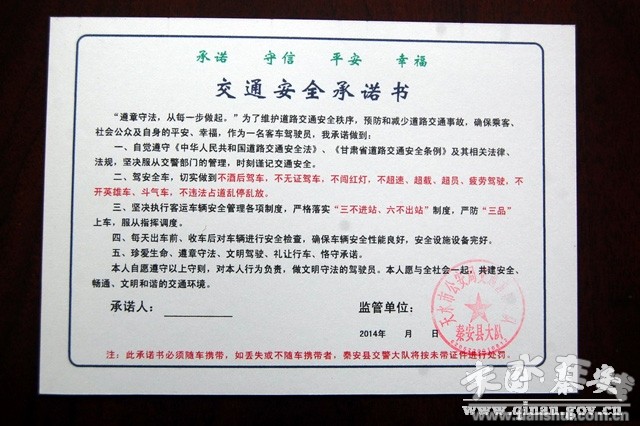 承诺 守信 平安 幸福
交通安全承诺书
“遵章守法，从每一步做起。”为了维护道路交通安全秩序，预防和减少道路交通事故，确保乘客、
社会公众及自身的平安、幸福，作为一名客车驾驶员，我承诺做到：
一、自觉遵守《中华人民共和国道路交通安全法》、《甘肃省道路交通安全条例》及其相关法律、
法规，坚决服从交警部门的管理，时刻谨记交通安全。
二、驾安全车，切实做到不酒后驾车，不无证驾车，不闯红灯，不超速、超载、超员、疲劳驾驶，不
开英雄车、斗气车，不违法占道乱停乱放。
三、坚决执行客运车辆安全管理各项制度，严格落实“三不进站、六不出站”制度，严防“三品”
上车，服从指挥调度。
四、每天出车前、收车后对车辆进行安全检查，确保车辆安全性能良好，安全设施设备完好。
五、珍爱生命、遵章守法、文明驾驶、礼让行车、恪守承诺。
本人自愿遵守以上守则，对本人行为负责，做文明守法的驾驶员。本人愿与全社会一起，共建安全、
畅通、文明和谐的交通环境。
承诺人： 监管单位：
天水市公安局
秦安县大队
2014年 月 日
注：此承诺书必须随车携带，如丢失或不随车携带者，秦安县交警大队将按未带证件进行处罚。
www.qinan.gov.cn